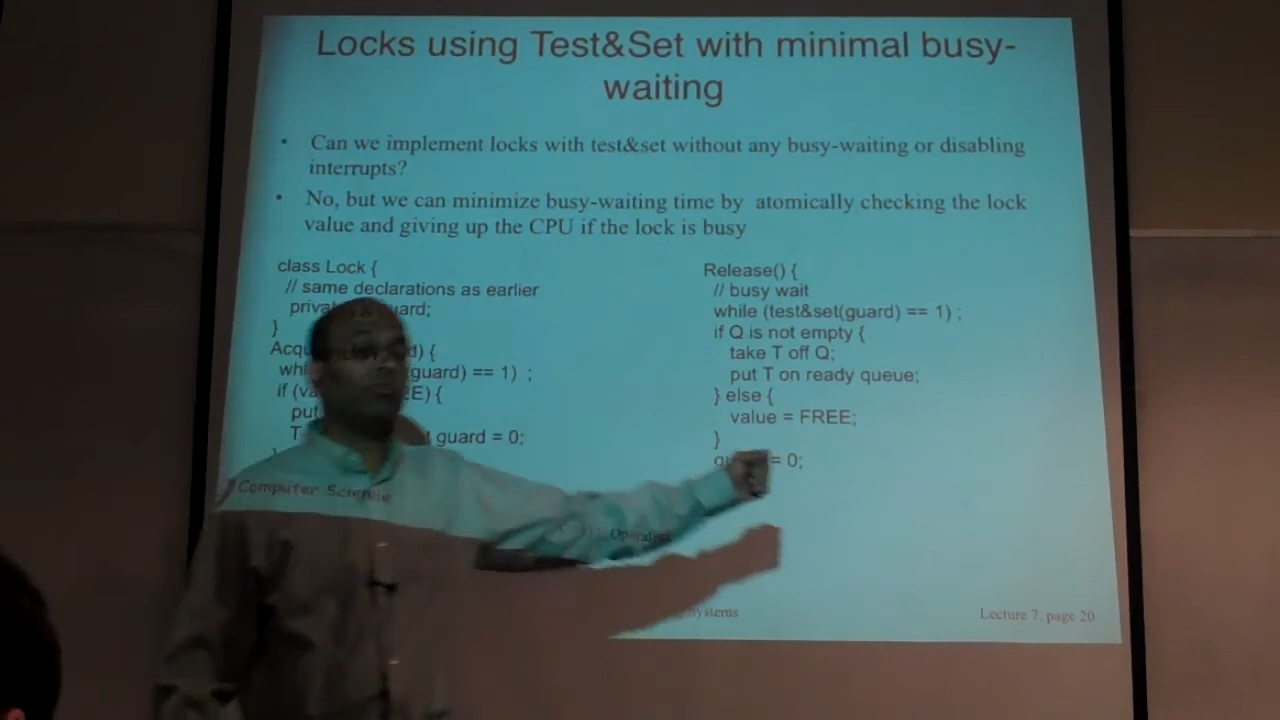 Locks using Test&Set with minimal busy-
waiting
• Can we implement locks with test&set without any busy-waiting or disabling
interrupts?
• No, but we can minimize busy-waiting time by atomically checking the lock
value and giving up the CPU if the lock is busy
class Lock {
// same declarations as earlier
}
guard) == 1) ;
if
put
T guard = 0;
Release() {
// busy wait
while (test&set(guard) == 1) ;
if Q is not empty {
take T off Q;
put T on ready queue;
} else {
value = FREE;
}
= 0;
Computer Science
Lecture 7, page 20